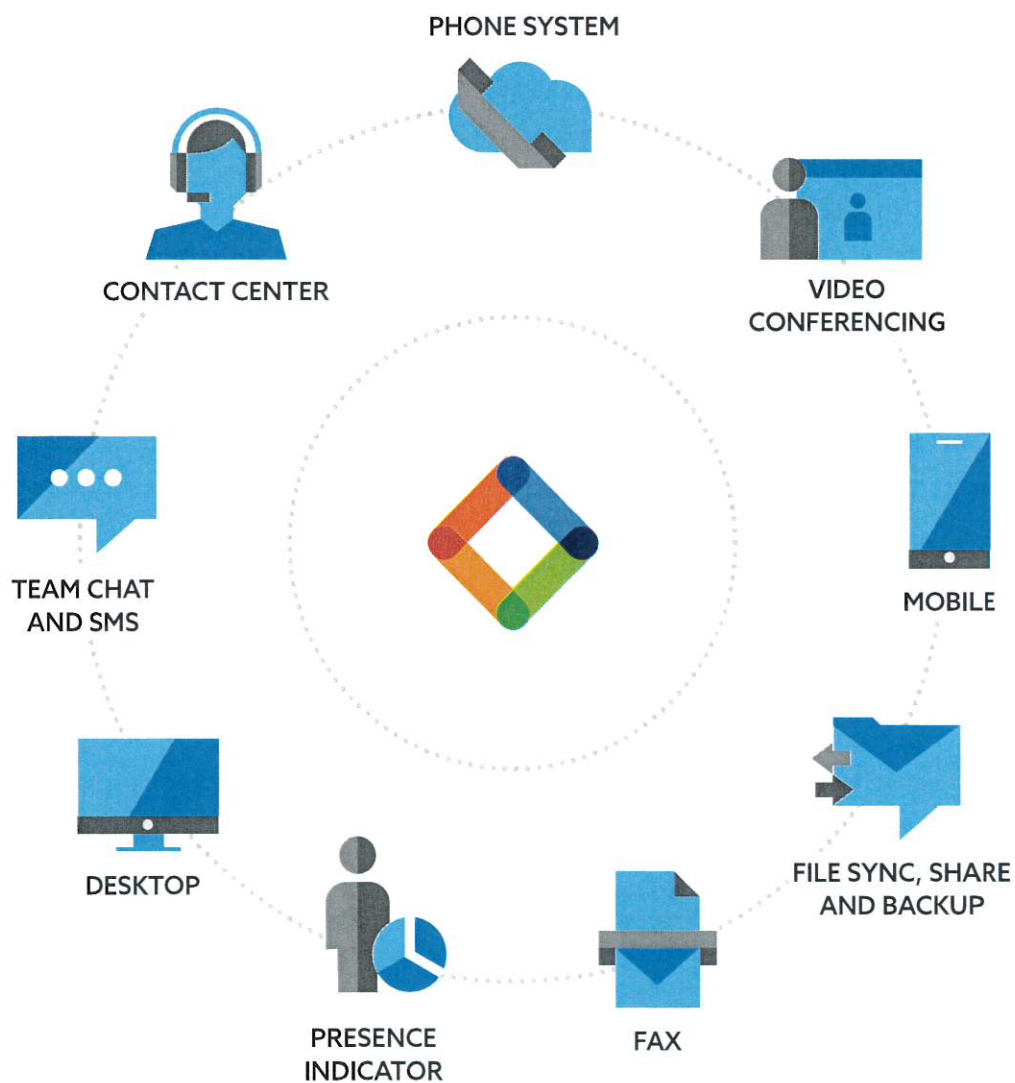 PHONE SYSTEM
VIDEO
CONFERENCING
MOBILE
FILE SYNC, SHARE
AND BACKUP
FAX
PRESENCE
INDICATOR
DESKTOP
TEAM CHAT
AND SMS
CONTACT CENTER